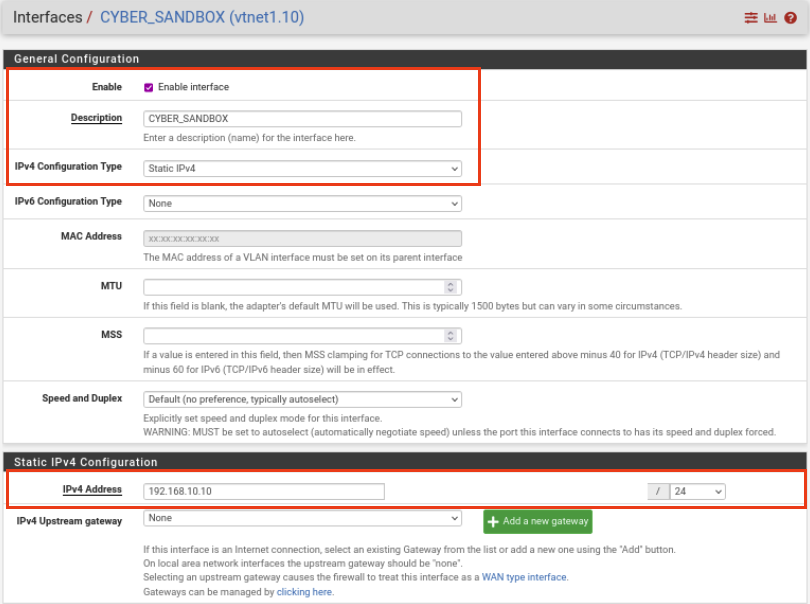 Interfaces / CYBER_SANDBOX (vtnet1.10)
General Configuration
Enable Enable interface
Description CYBER_SANDBOX
Enter a description (name) for the interface here.
IPv4 Configuration Type Static IPv4
IPv6 Configuration Type None
MAC Address xx:xx:xx:xx:xx:xx
The MAC address of a VLAN interface must be set on its parent interface
MTU
If this field is blank, the adapter's default MTU will be used. This is typically 1500 bytes but can vary in some circumstances.
MSS
If a value is entered in this field, then MSS clamping for TCP connections to the value entered above minus 40 for IPv4 (TCP/IPv4 header size) and
minus 60 for IPv6 (TCP/IPv6 header size) will be in effect.
Speed and Duplex Default (no preference, typically autoselect)
Explicitly set speed and duplex mode for this interface.
WARNING: MUST be set to autoselect (automatically negotiate speed) unless the port this interface connects to has its speed and duplex forced.
Static IPv4 Configuration
IPv4 Address 192.168.10.10 / 24
IPv4 Upstream gateway None Add a new gateway
If this interface is an Internet connection, select an existing Gateway from the list or add a new one using the "Add" button.
On local area network interfaces the upstream gateway should be "none".
Selecting an upstream gateway causes the firewall to treat this interface as a WAN type interface.
Gateways can be managed by clicking here.